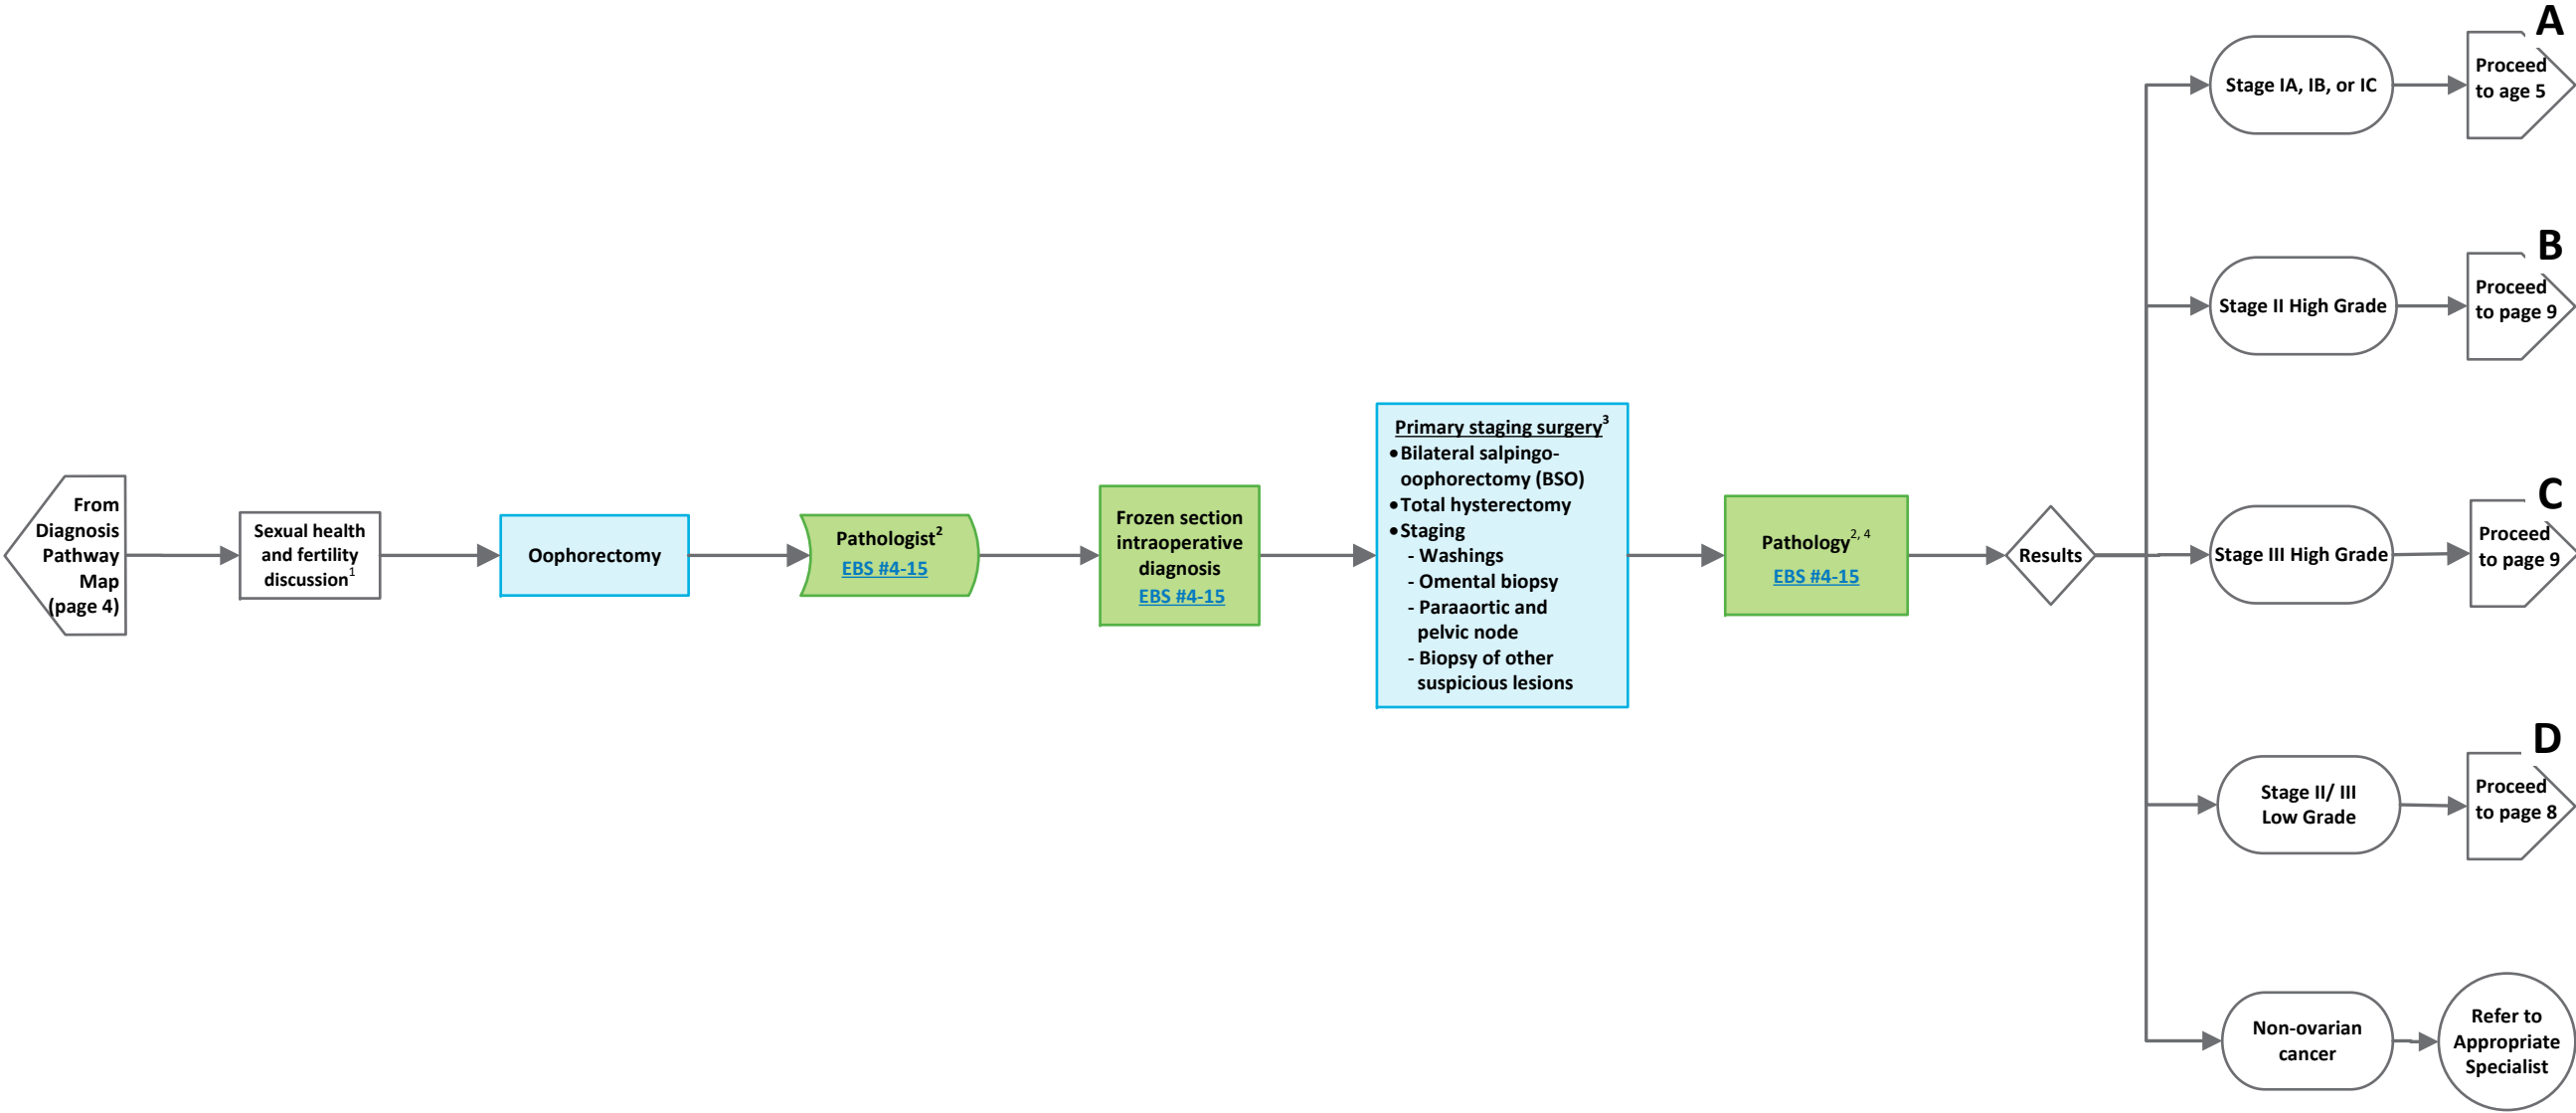 From
Diagnosis
Pathway
Map
(page 4)
Sexual health
and fertility
discussion1
Oophorectomy
Pathologist2
EBS #4-15
Frozen section
intraoperative
diagnosis
EBS #4-15
Primary staging surgery3
•Bilateral salpingo-
oophorectomy (BSO)
•Total hysterectomy
•Staging
- Washings
- Omental biopsy
- Paraaortic and
pelvic node
- Biopsy of other
suspicious lesions
Pathology2, 4
EBS #4-15
Results
Stage IA, IB, or IC
A
Proceed
to age 5
Stage II High Grade
B
Proceed
to page 9
Stage III High Grade
C
Proceed
to page 9
Stage II/ III
Low Grade
D
Proceed
to page 8
Non-ovarian
cancer
Refer to
Appropriate
Specialist